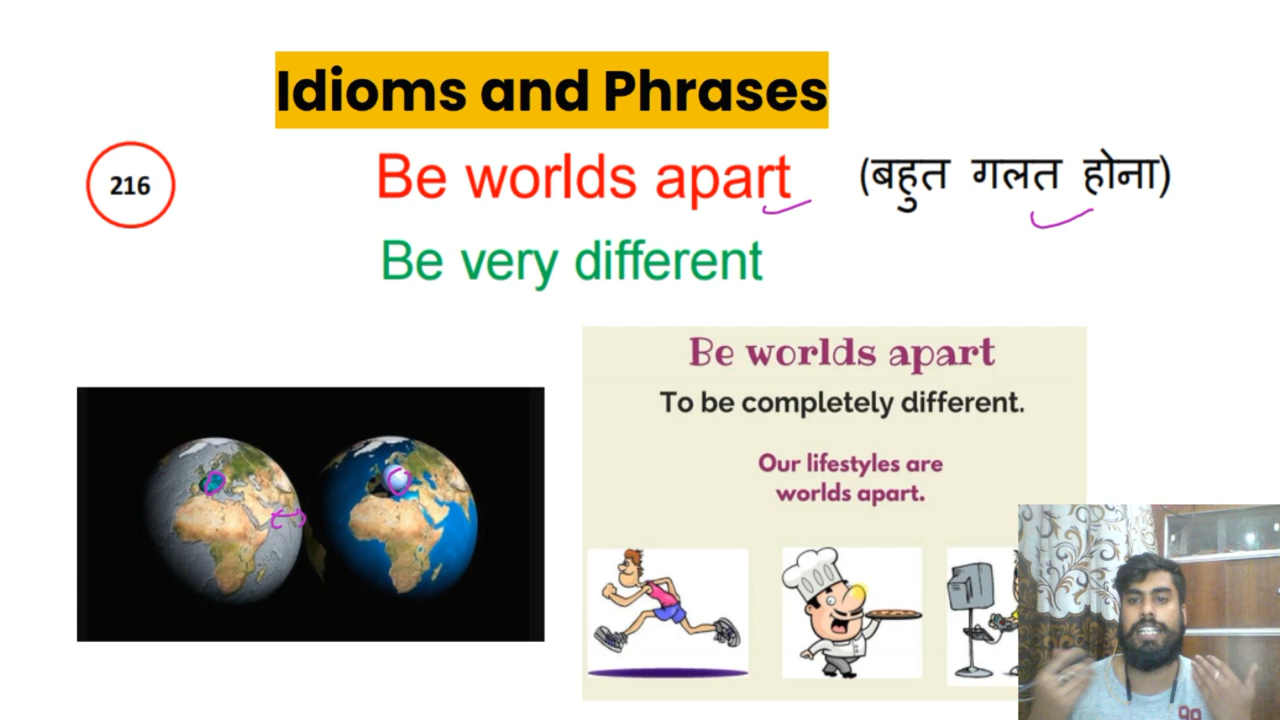 Idioms and Phrases
216
Be worlds apart (बहुत गलत होना)
Be very different
Be worlds apart
To be completely different.
Our lifestyles are
worlds apart.
90